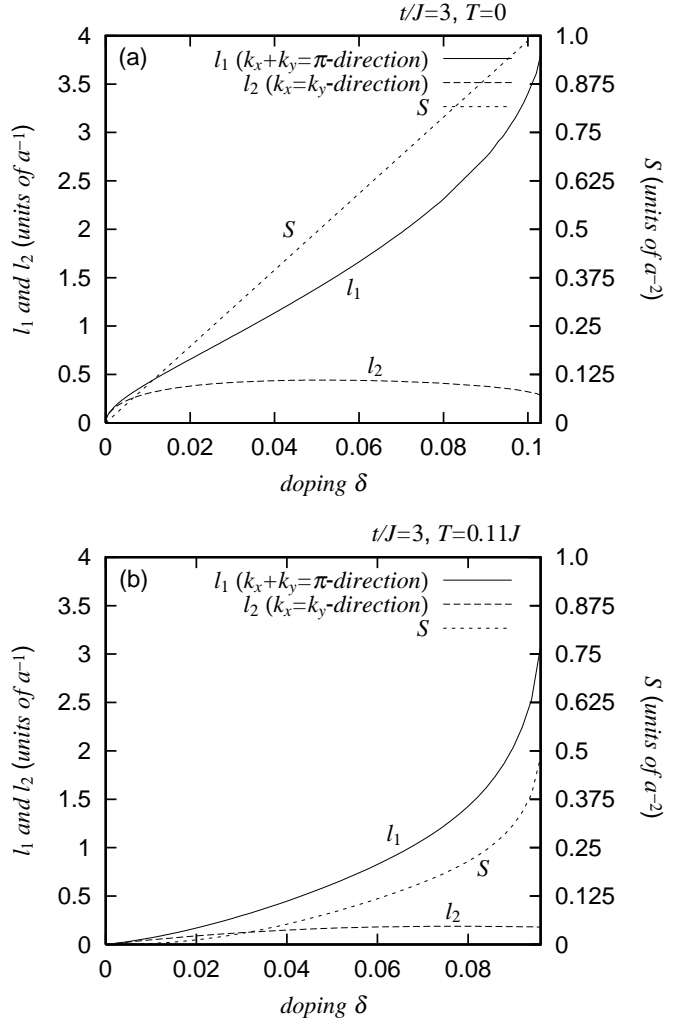 t/J=3, T=0
(a)
l₁ (kₓ+kᵧ=π-direction)
l₂ (kₓ=kᵧ-direction)
S
4
3.5
3
2.5
2
1.5
1
0.5
0
1.0
0.875
0.75
0.625
0.5
0.375
0.25
0.125
0
l₁ and l₂ (units of a⁻¹)
S (units of a⁻²)
S
l₁
l₂
0 0.02 0.04 0.06 0.08 0.1
doping δ
t/J=3, T=0.11J
(b)
l₁ (kₓ+kᵧ=π-direction)
l₂ (kₓ=kᵧ-direction)
S
4
3.5
3
2.5
2
1.5
1
0.5
0
1.0
0.875
0.75
0.625
0.5
0.375
0.25
0.125
0
l₁ and l₂ (units of a⁻¹)
S (units of a⁻²)
l₁
S
l₂
0 0.02 0.04 0.06 0.08
doping δ